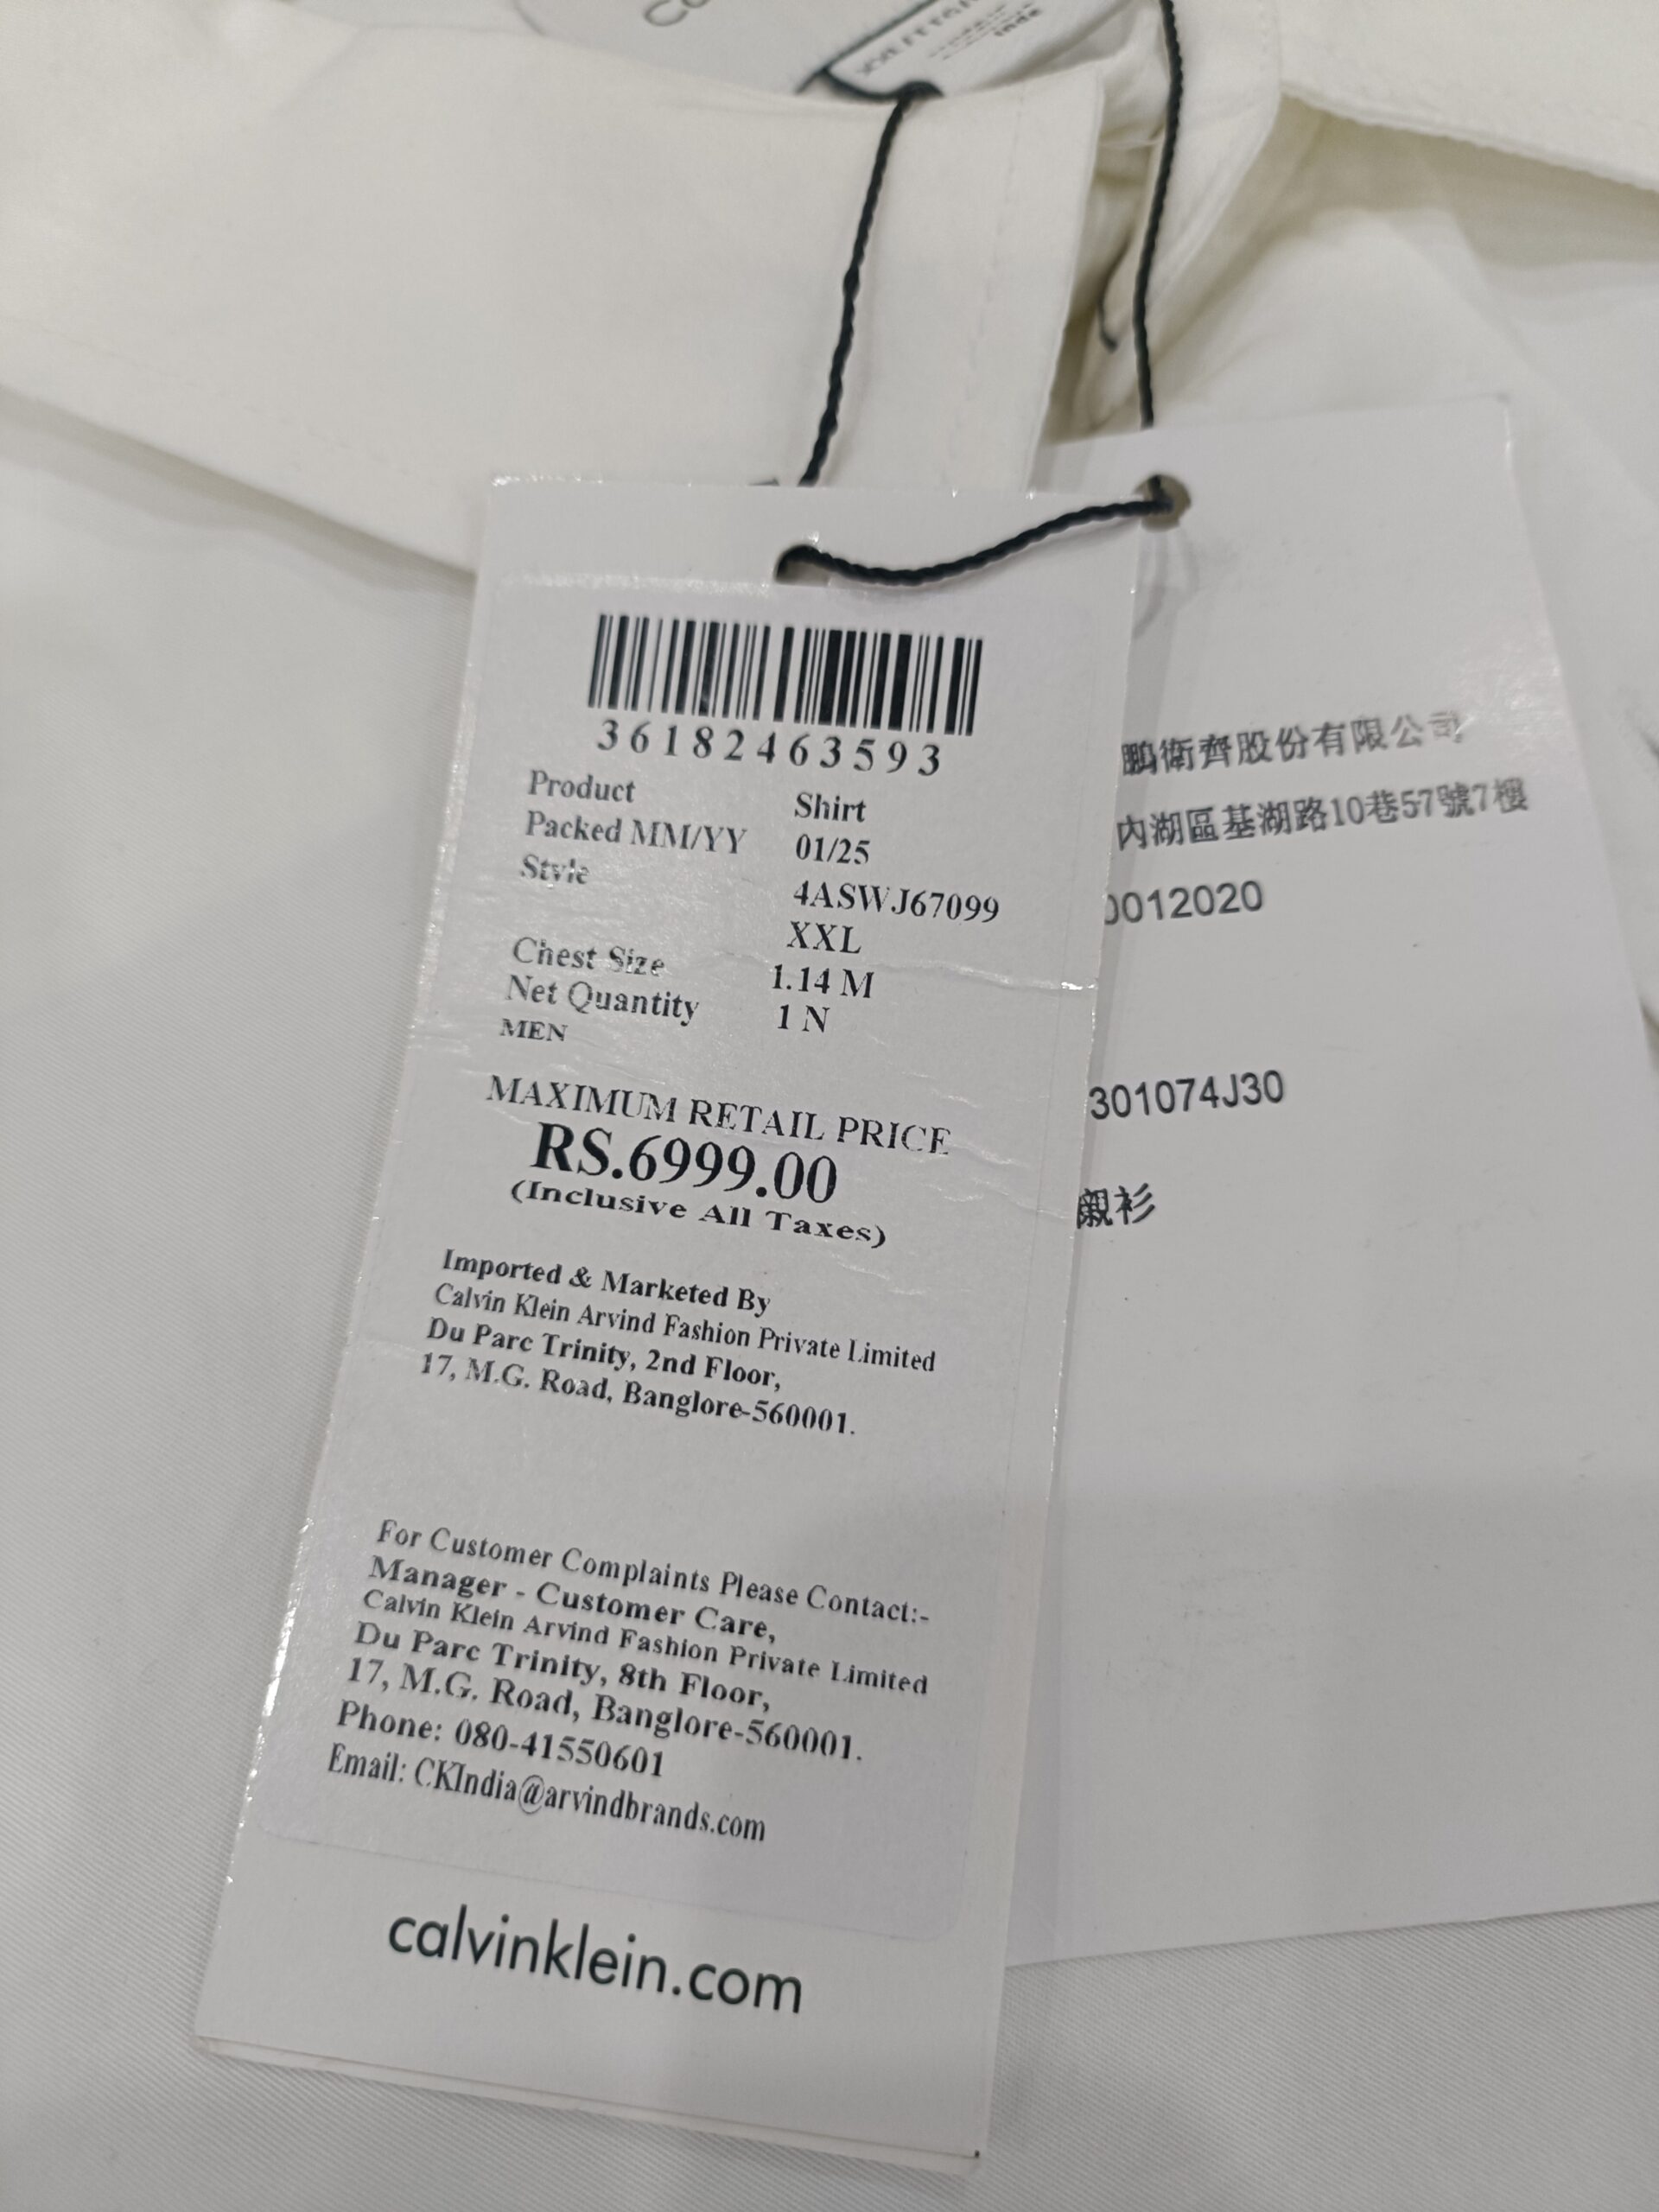 36182463593
Product Shirt
Packed MM/YY 01/25
Style 4ASWJ67099
XXL
Chest Size 1.14 M
Net Quantity 1 N
MEN
MAXIMUM RETAIL PRICE
RS.6999.00
(Inclusive All Taxes)
Imported & Marketed By
Calvin Klein Arvind Fashion Private Limited
Du Parc Trinity, 2nd Floor,
17, M.G. Road, Banglore-560001.
For Customer Complaints Please Contact:-
Manager - Customer Care,
Calvin Klein Arvind Fashion Private Limited
Du Parc Trinity, 8th Floor,
17, M.G. Road, Banglore-560001.
Phone: 080-41550601
Email: CKIndia@arvindbrands.com
calvinklein.com
鵬衛齊股份有限公司
內湖區基湖路10巷57號7樓
0012020
301074J30
襯衫